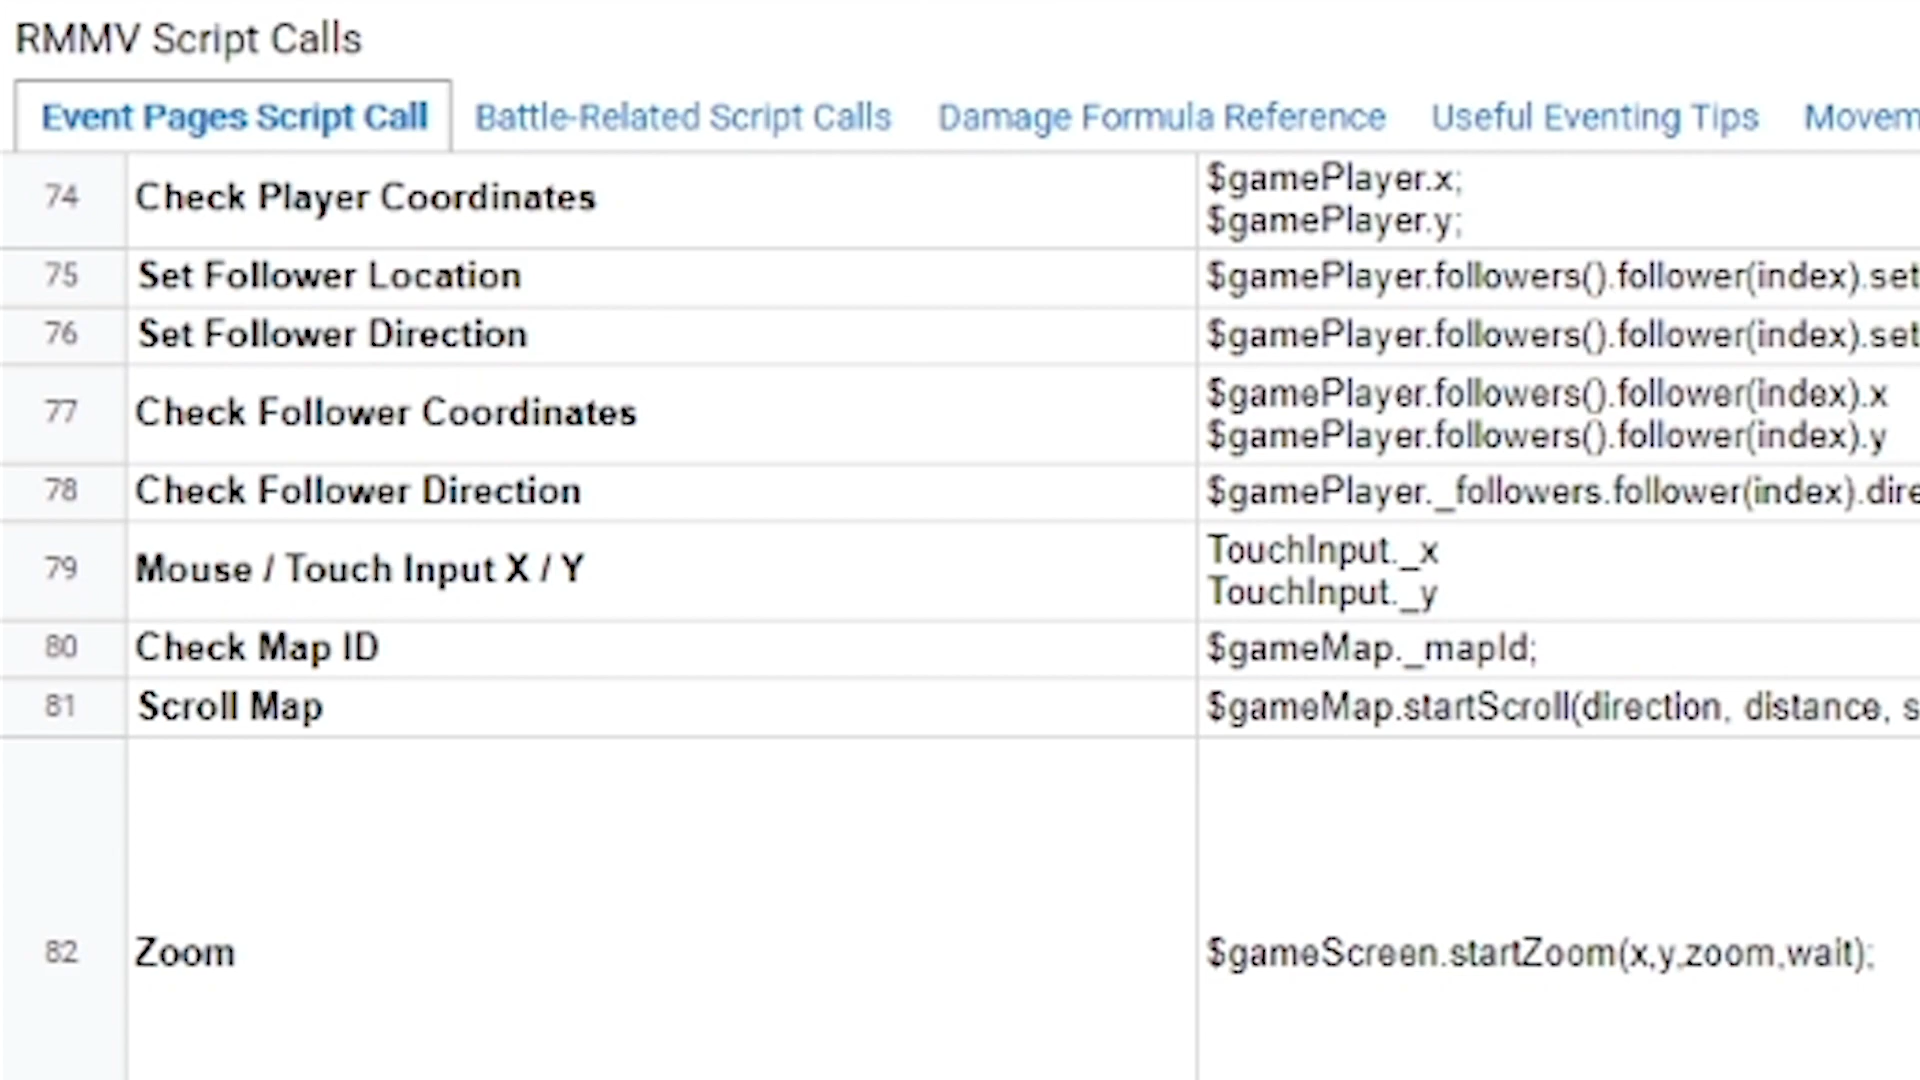 RMMV Script Calls
Event Pages Script Call Battle-Related Script Calls Damage Formula Reference Useful Eventing Tips Movem
74 Check Player Coordinates $gamePlayer.x;
$gamePlayer.y;
75 Set Follower Location $gamePlayer.followers().follower(index).set
76 Set Follower Direction $gamePlayer.followers().follower(index).set
77 Check Follower Coordinates $gamePlayer.followers().follower(index).x
$gamePlayer.followers().follower(index).y
78 Check Follower Direction $gamePlayer._followers.follower(index).dire
79 Mouse / Touch Input X / Y TouchInput._x
TouchInput._y
80 Check Map ID $gameMap._mapId;
81 Scroll Map $gameMap.startScroll(direction, distance, s
82 Zoom $gameScreen.startZoom(x,y,zoom,wait);